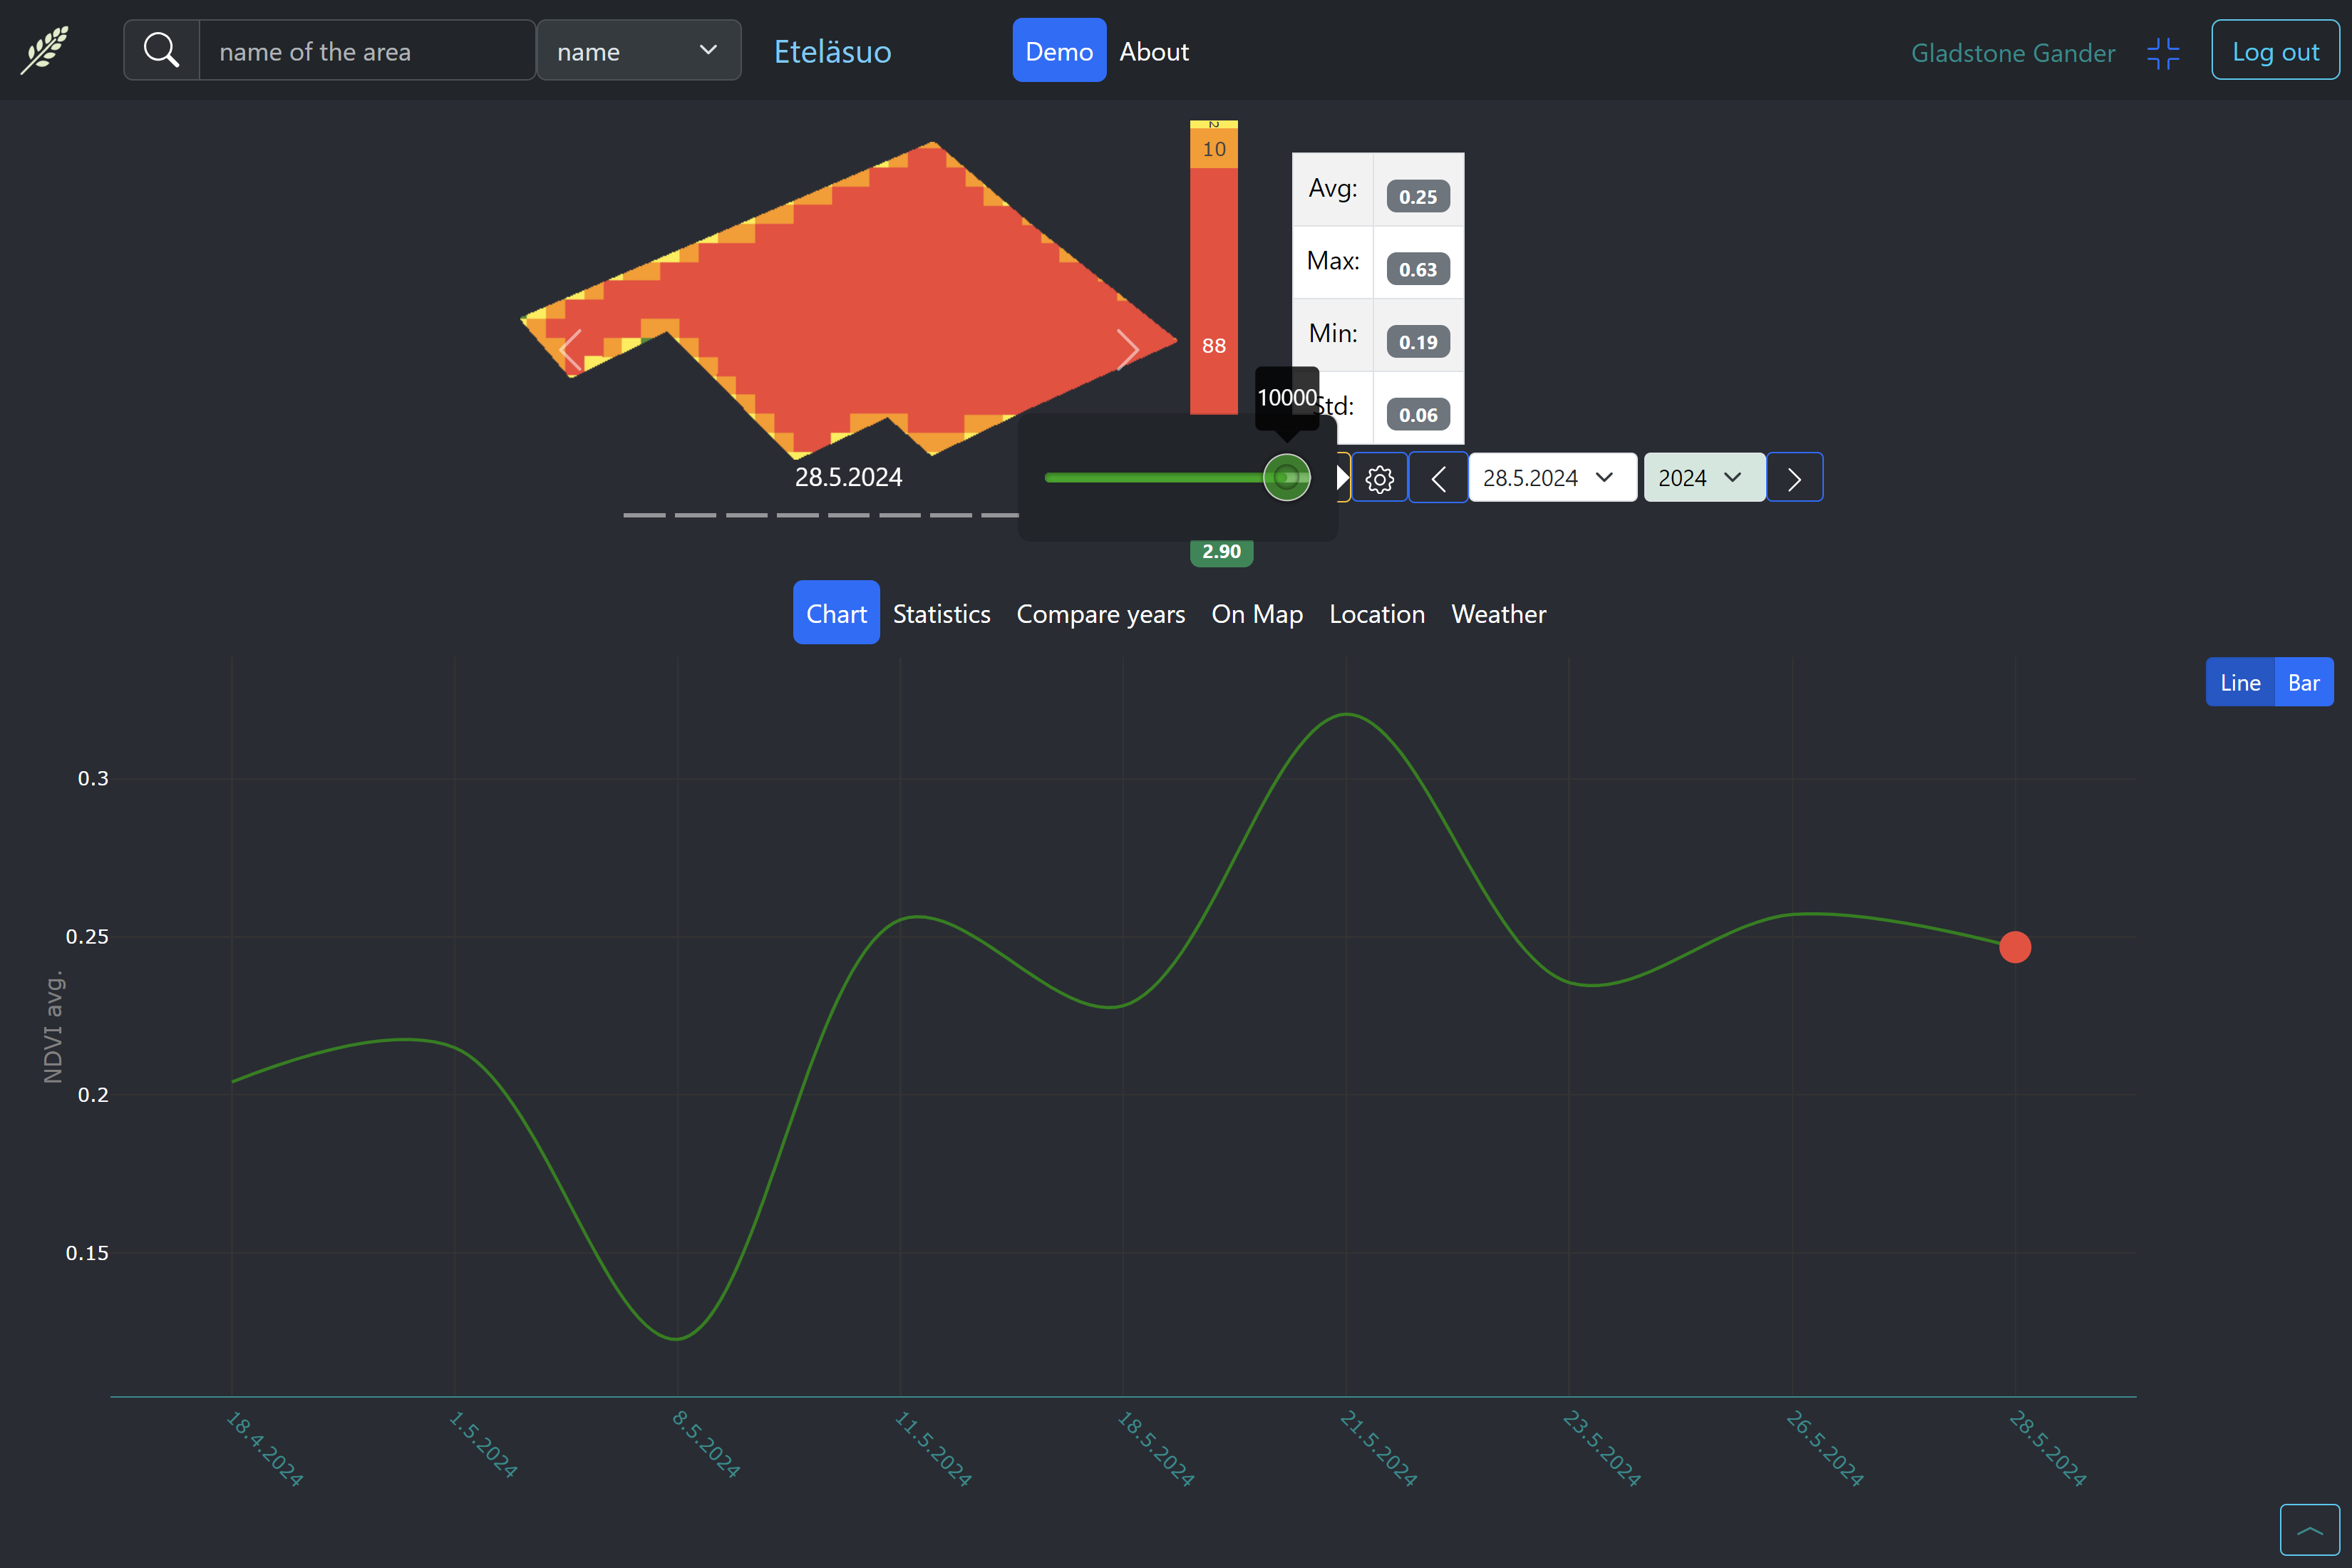 name of the area
name
Eteläsuo
Demo
About
Gladstone Gander
Log out
2
10
88
Avg:
0.25
Max:
0.63
Min:
0.19
Std:
0.06
10000
28.5.2024
28.5.2024
2024
2.90
Chart
Statistics
Compare years
On Map
Location
Weather
Line
Bar
NDVI avg.
0.3
0.25
0.2
0.15
18.4.2024
1.5.2024
8.5.2024
11.5.2024
18.5.2024
21.5.2024
23.5.2024
26.5.2024
28.5.2024